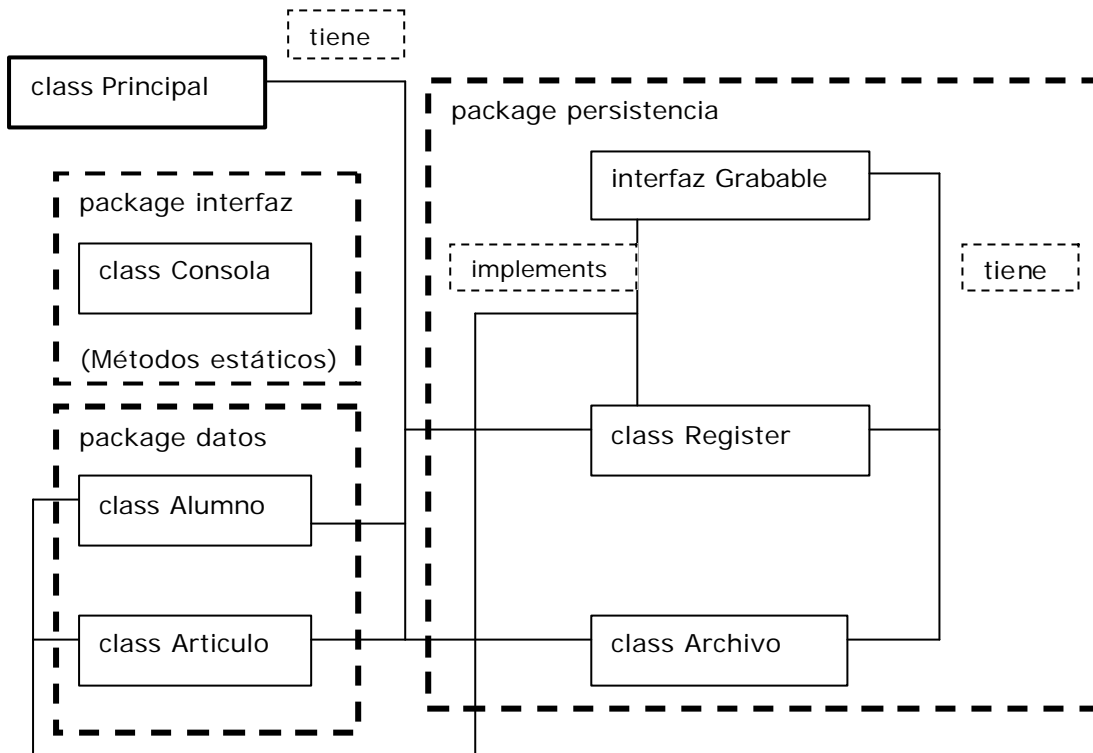 tiene
class Principal
package persistencia
interfaz Grabable
package interfaz
class Consola
implements
tiene
(Métodos estáticos)
package datos
class Register
class Alumno
class Articulo
class Archivo